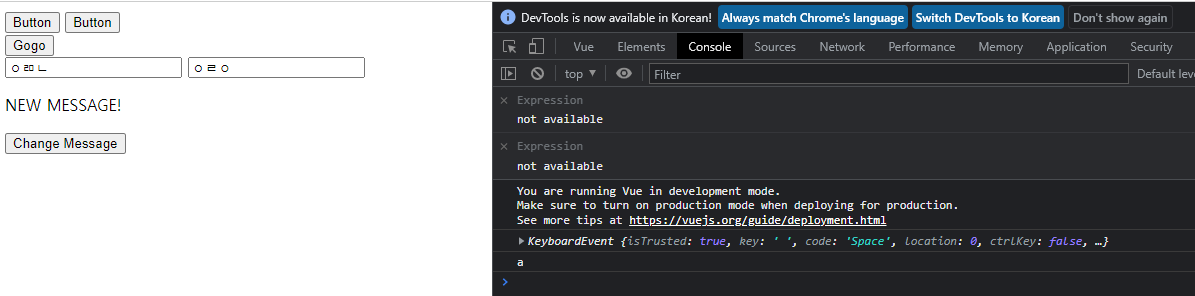 Button Button
Gogo
ㅇㄻㄴ ㅇㄹㅇ
NEW MESSAGE!
Change Message
DevTools is now available in Korean! Always match Chrome's language Switch DevTools to Korean Don't show again
Vue Elements Console Sources Network Performance Memory Application Security
top ▼ Filter Default leve
Expression
not available
Expression
not available
You are running Vue in development mode.
Make sure to turn on production mode when deploying for production.
See more tips at https://vuejs.org/guide/deployment.html
KeyboardEvent {isTrusted: true, key: ' ', code: 'Space', location: 0, ctrlKey: false, …}
a